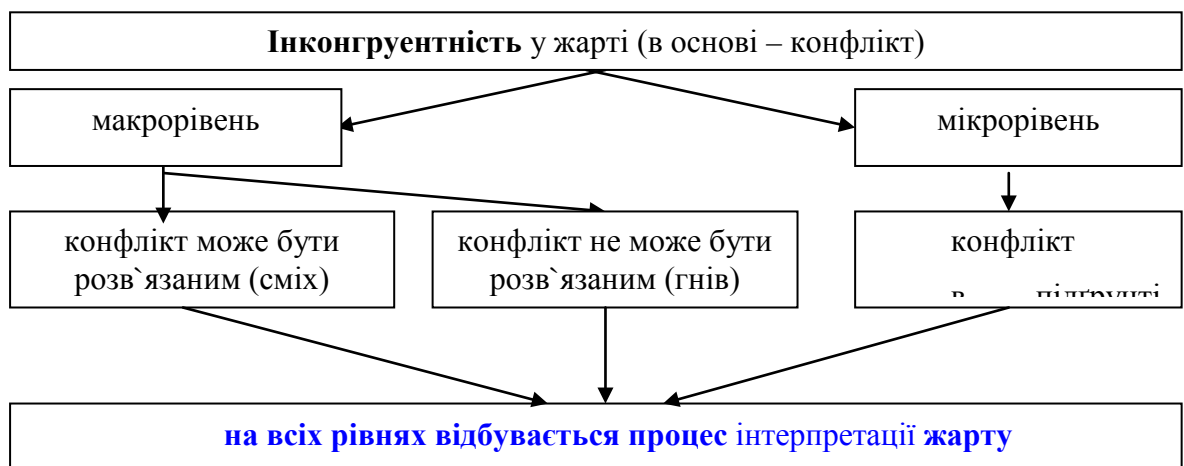 Інконгруентність у жарті (в основі – конфлікт)
макрорівень
мікрорівень
конфлікт може бути
розв`язаним (сміх)
конфлікт не може бути
розв`язаним (гнів)
конфлікт
в підґрунті
на всіх рівнях відбувається процес інтерпретації жарту